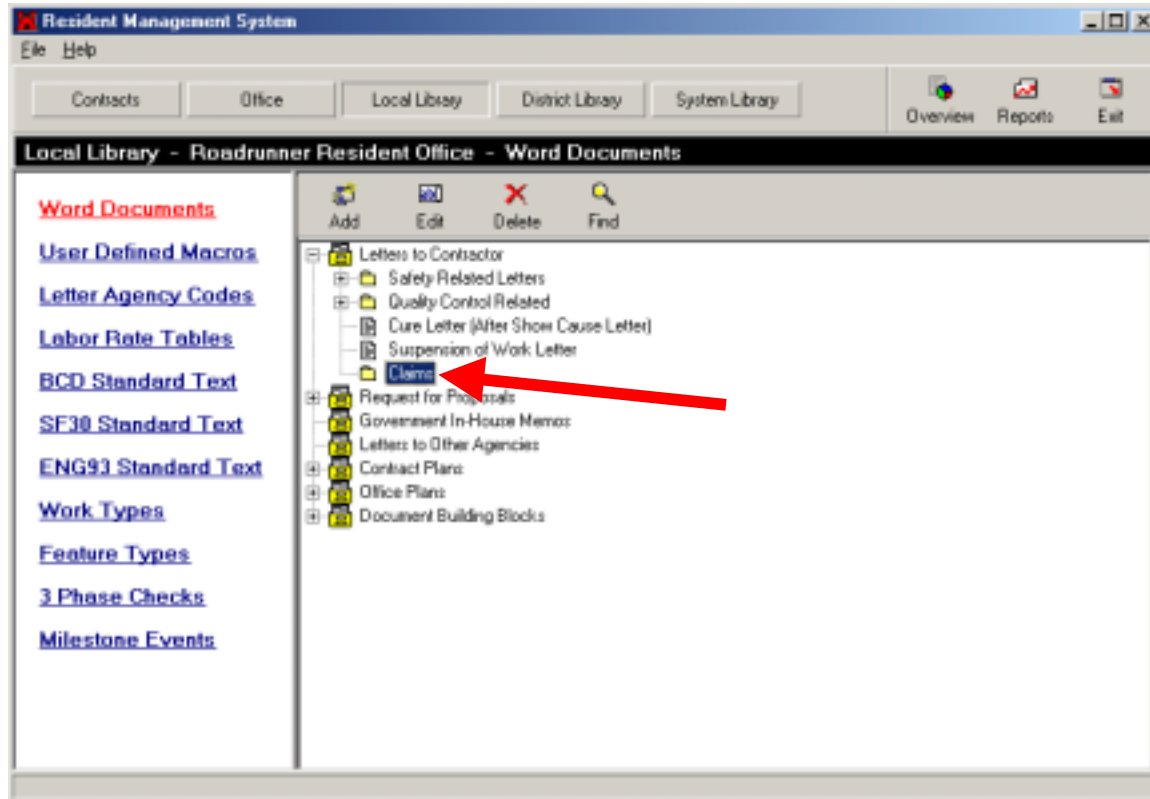 Resident Management System
File Help
Contracts Office Local Library District Library System Library Overview Reports Exit
Local Library - Roadrunner Resident Office - Word Documents
Word Documents
User Defined Macros
Letter Agency Codes
Labor Rate Tables
BCD Standard Text
SF30 Standard Text
ENG93 Standard Text
Work Types
Feature Types
3 Phase Checks
Milestone Events
Add Edit Delete Find
Letters to Contractor
Safety Related Letters
Quality Control Related
Cure Letter (After Show Cause Letter)
Suspension of Work Letter
Claims
Request for Proposals
Government In-House Memos
Letters to Other Agencies
Contract Plans
Office Plans
Document Building Blocks